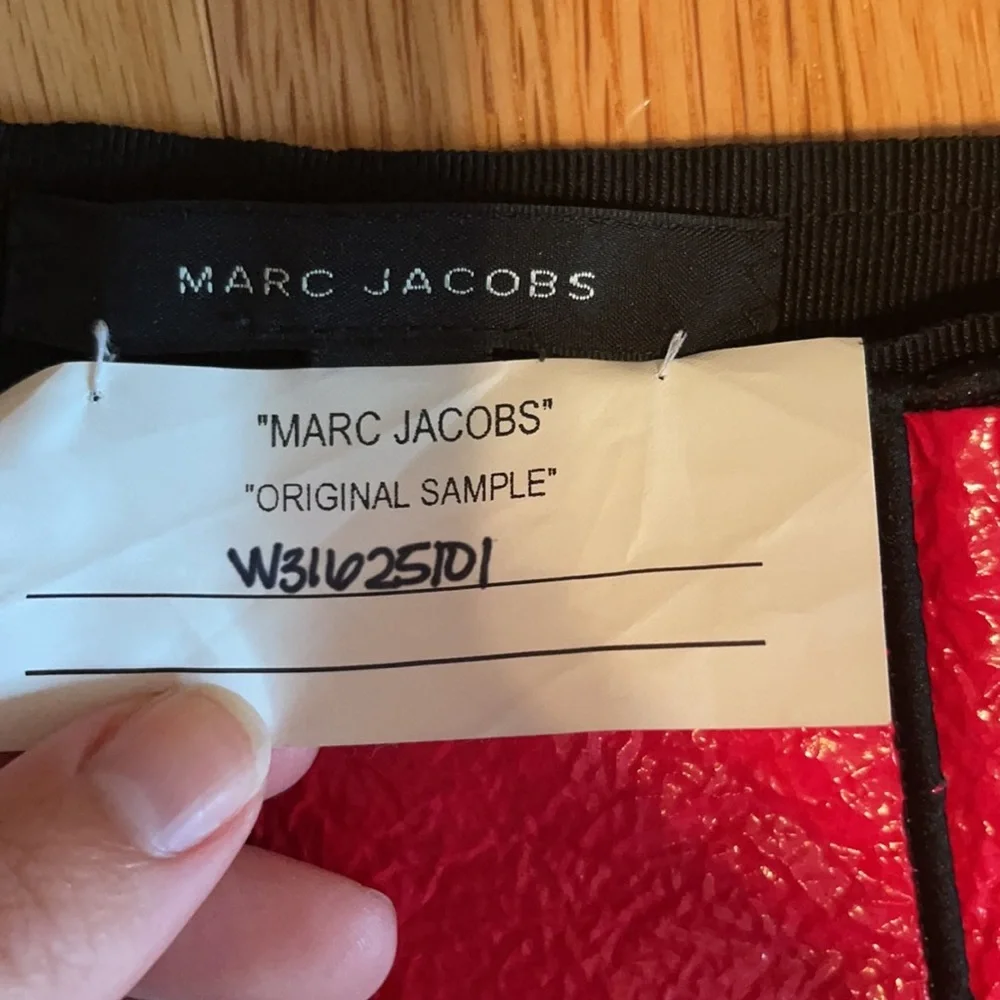 MARC JACOBS
"MARC JACOBS"
"ORIGINAL SAMPLE"
W31625101